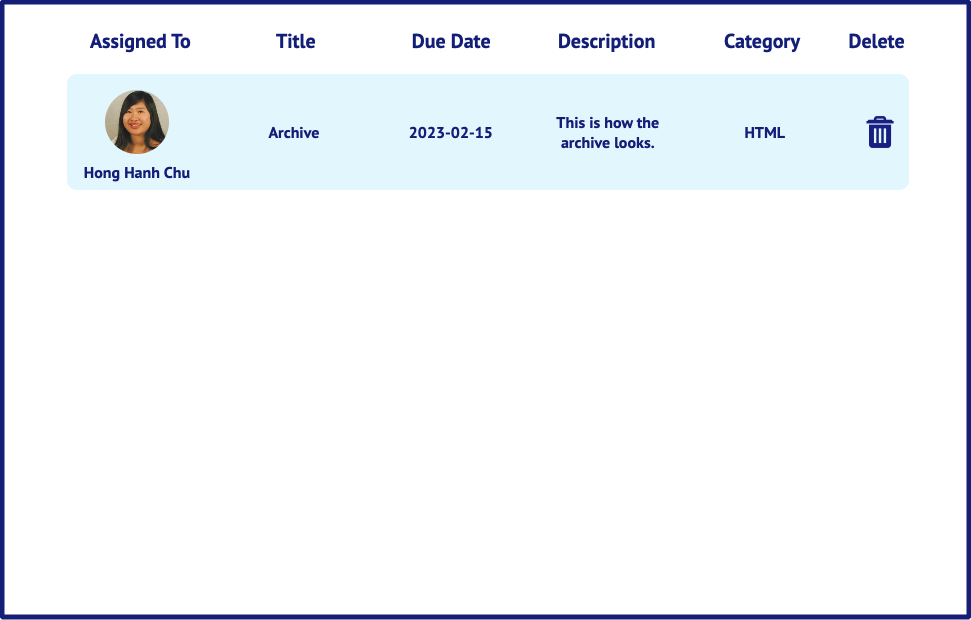 Assigned To Title Due Date Description Category Delete
Archive 2023-02-15 This is how the HTML
archive looks.
Hong Hanh Chu